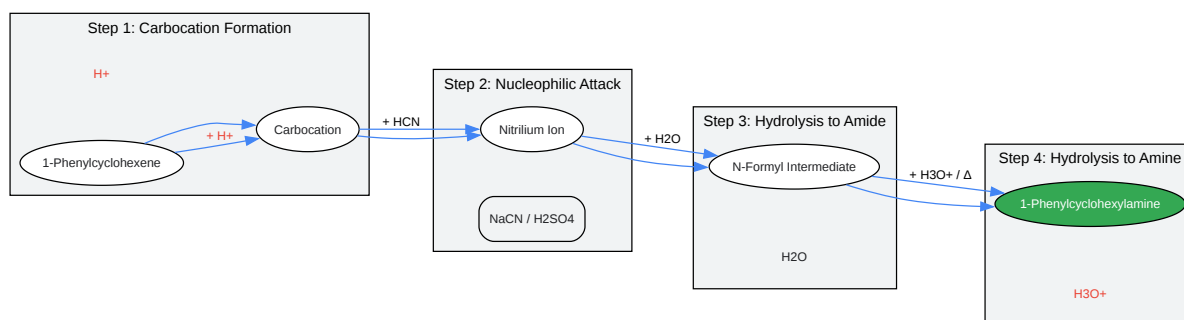 Step 1: Carbocation Formation
H+
1-Phenylcyclohexene
+ H+
Carbocation
+ HCN
Step 2: Nucleophilic Attack
Nitrilium Ion
NaCN / H2SO4
+ H2O
Step 3: Hydrolysis to Amide
N-Formyl Intermediate
H2O
+ H3O+ / Δ
Step 4: Hydrolysis to Amine
1-Phenylcyclohexylamine
H3O+